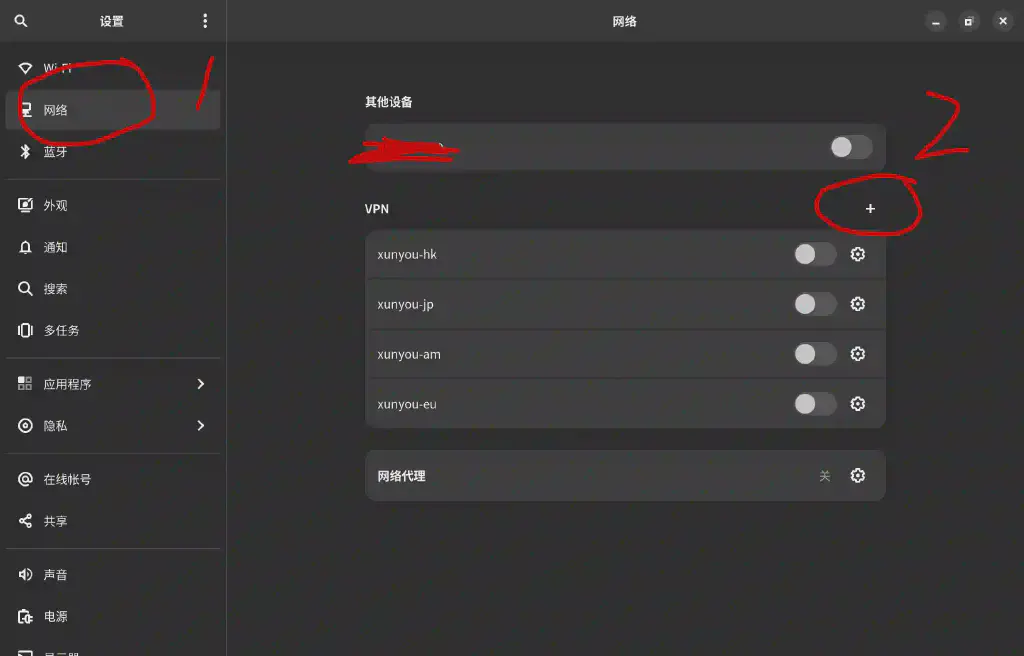 设置
网络
Wi-Fi
1
网络
蓝牙
外观
通知
搜索
多任务
应用程序
隐私
在线帐号
共享
声音
电源
其他设备
2
VPN
xunyou-hk
xunyou-jp
xunyou-am
xunyou-eu
网络代理
关